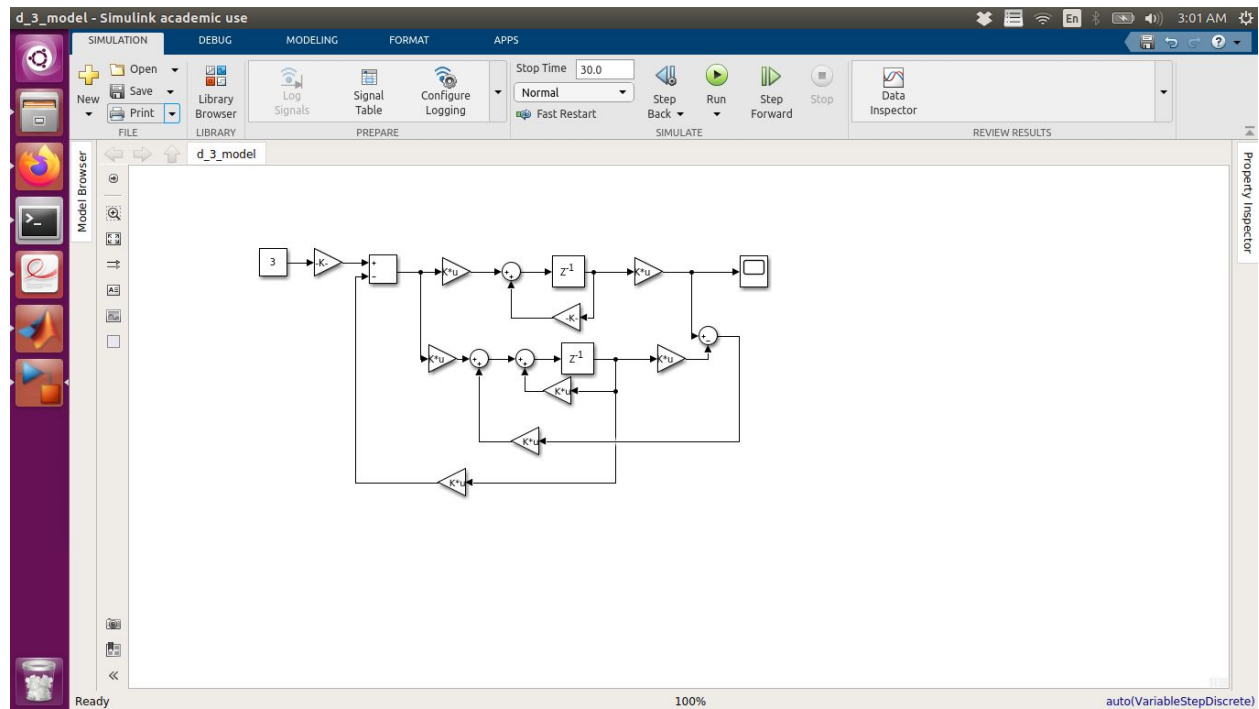 d_3_model - Simulink academic use
En
3:01 AM
SIMULATION
DEBUG
MODELING
FORMAT
APPS
New
Open
Save
Print
FILE
Library
Browser
LIBRARY
Log
Signals
Signal
Table
Configure
Logging
PREPARE
Stop Time 30.0
Normal
Fast Restart
Step
Back
Run
Step
Forward
Stop
SIMULATE
Data
Inspector
REVIEW RESULTS
Model Browser
d_3_model
Property Inspector
3
-K-
+
−
K*u
+
+
Z-1
K*u
-K-
K*u
+
+
+
+
Z-1
K*u
+
−
K*u
K*u
K*u
Ready
100%
auto(VariableStepDiscrete)